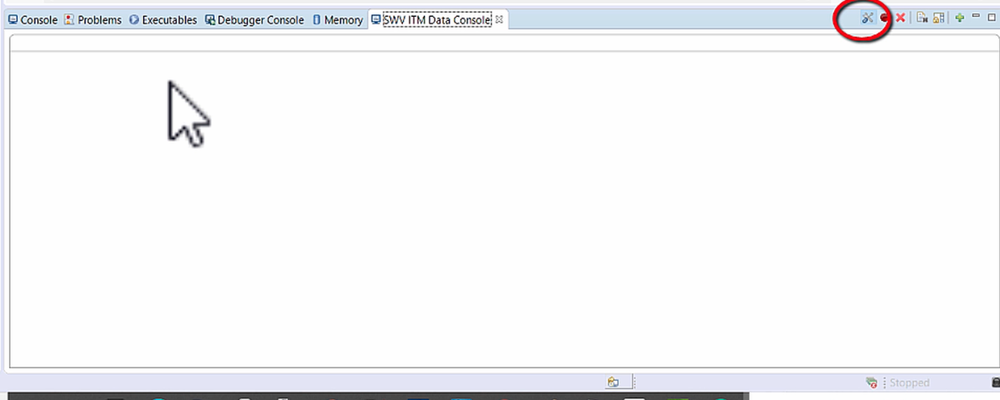 Console Problems Executables Debugger Console Memory SWV ITM Data Console
Stopped